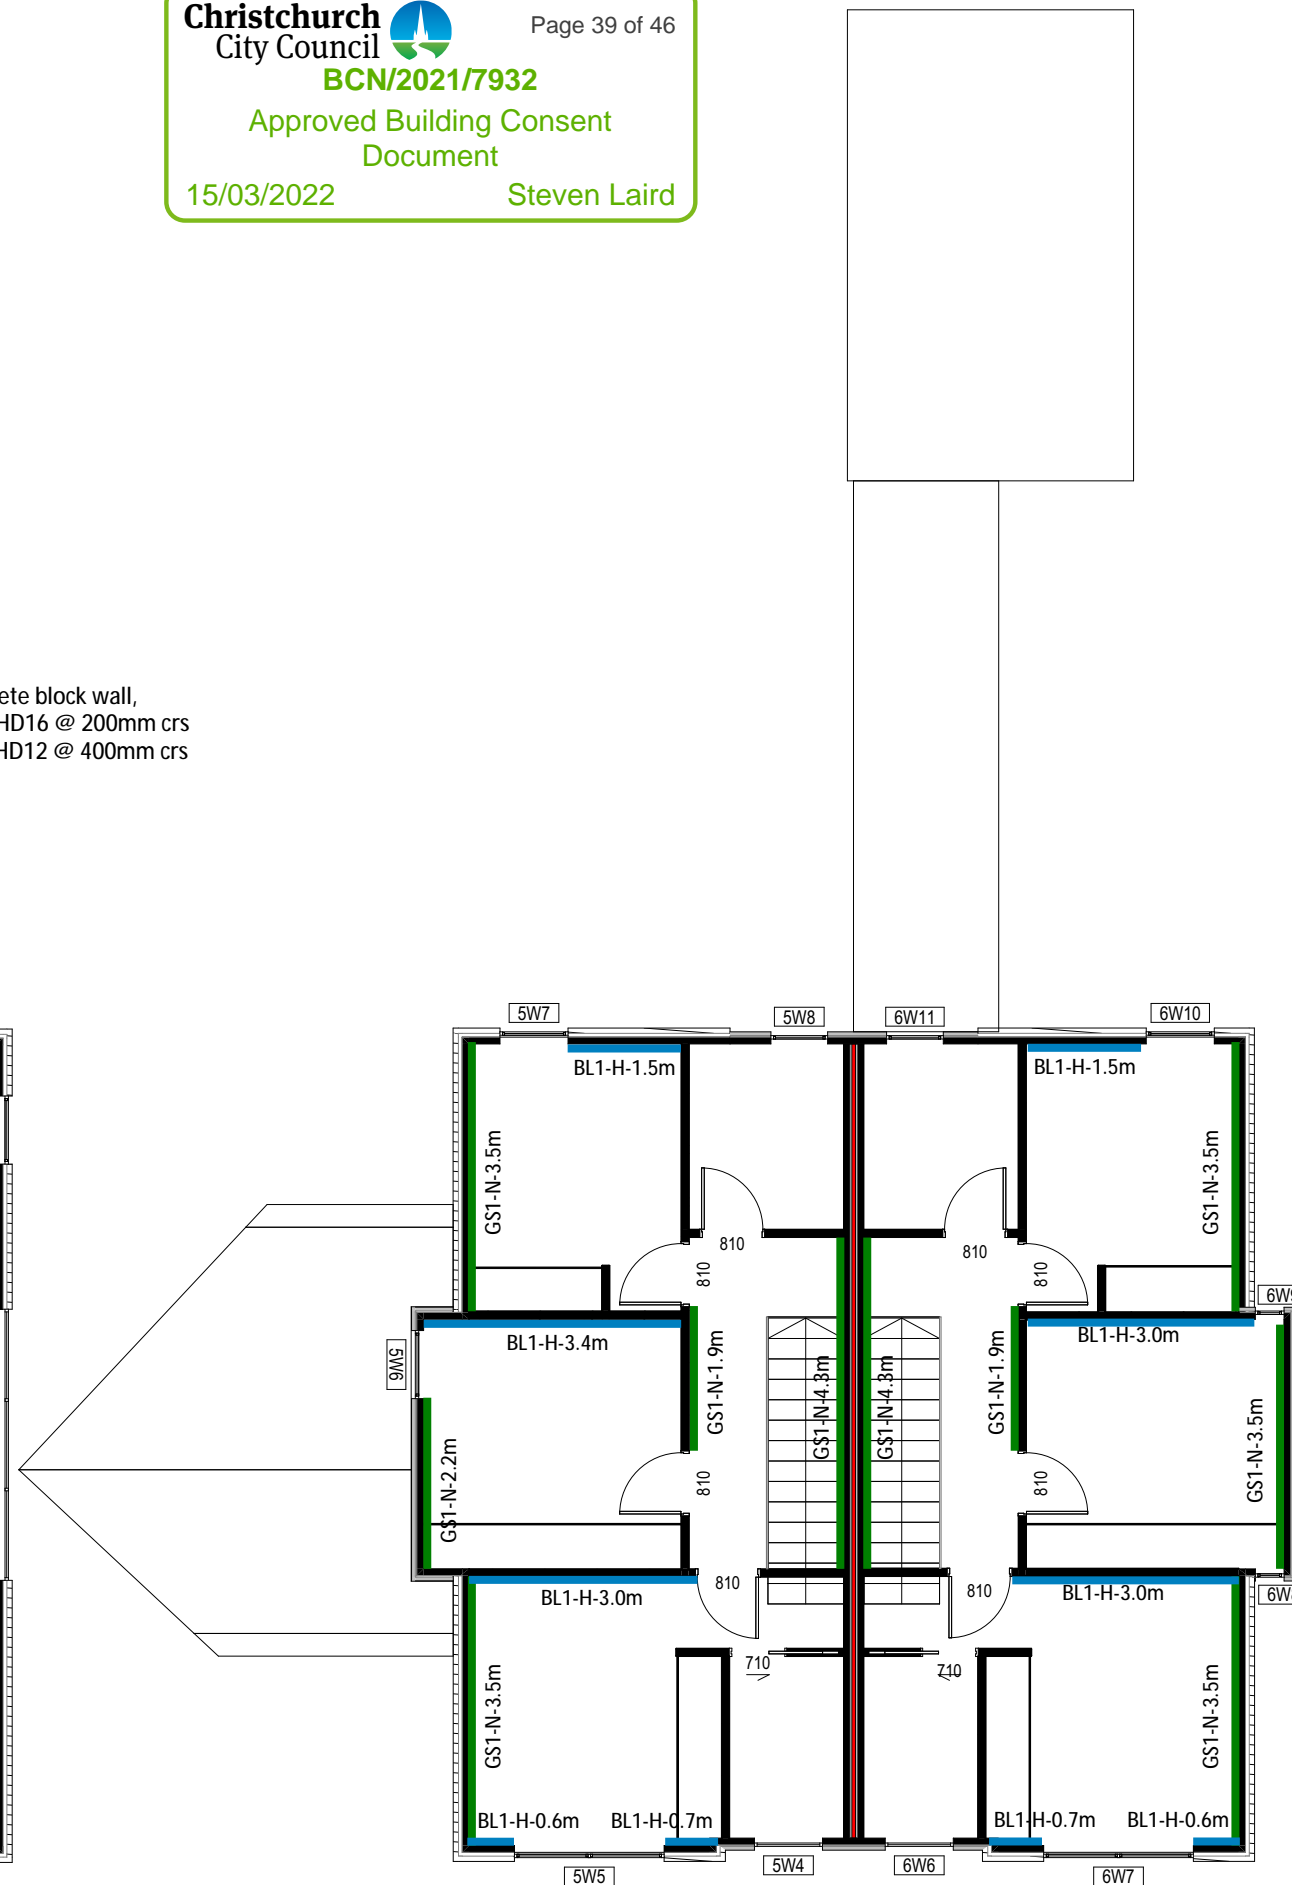 Christchurch
City Council
Page 39 of 46
BCN/2021/7932
Approved Building Consent
Document
15/03/2022 Steven Laird
ete block wall,
HD16 @ 200mm crs
HD12 @ 400mm crs
5W7
5W8
6W11
6W10
BL1-H-1.5m
BL1-H-1.5m
GS1-N-3.5m
GS1-N-3.5m
810
810
810
810
6W9
BL1-H-3.4m
BL1-H-3.0m
5W6
GS1-N-1.9m
GS1-N-4.3m
GS1-N-4.3m
GS1-N-1.9m
GS1-N-2.2m
GS1-N-3.5m
810
810
810
810
BL1-H-3.0m
BL1-H-3.0m
710
710
GS1-N-3.5m
GS1-N-3.5m
BL1-H-0.6m
BL1-H-0.7m
BL1-H-0.7m
BL1-H-0.6m
5W5
5W4
6W6
6W7